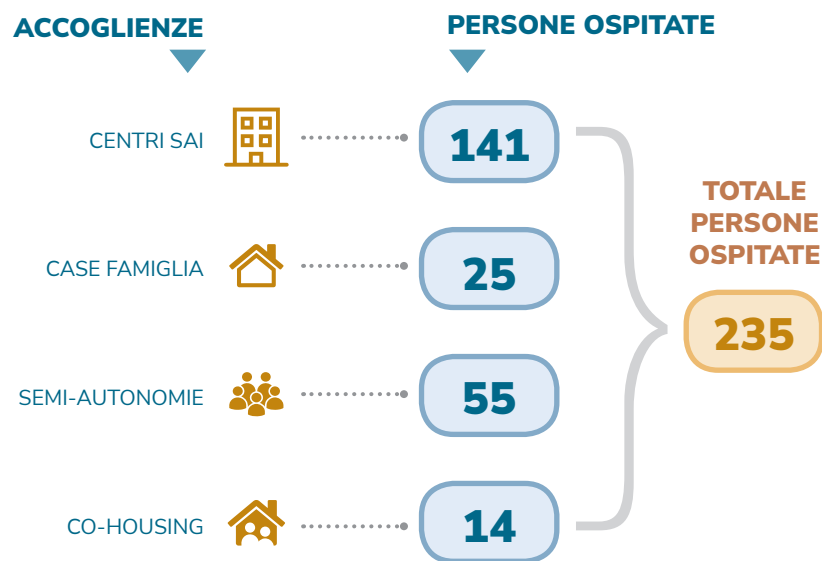 ACCOGLIENZE
PERSONE OSPITATE
CENTRI SAI
141
CASE FAMIGLIA
25
SEMI-AUTONOMIE
55
CO-HOUSING
14
TOTALE
PERSONE
OSPITATE
235